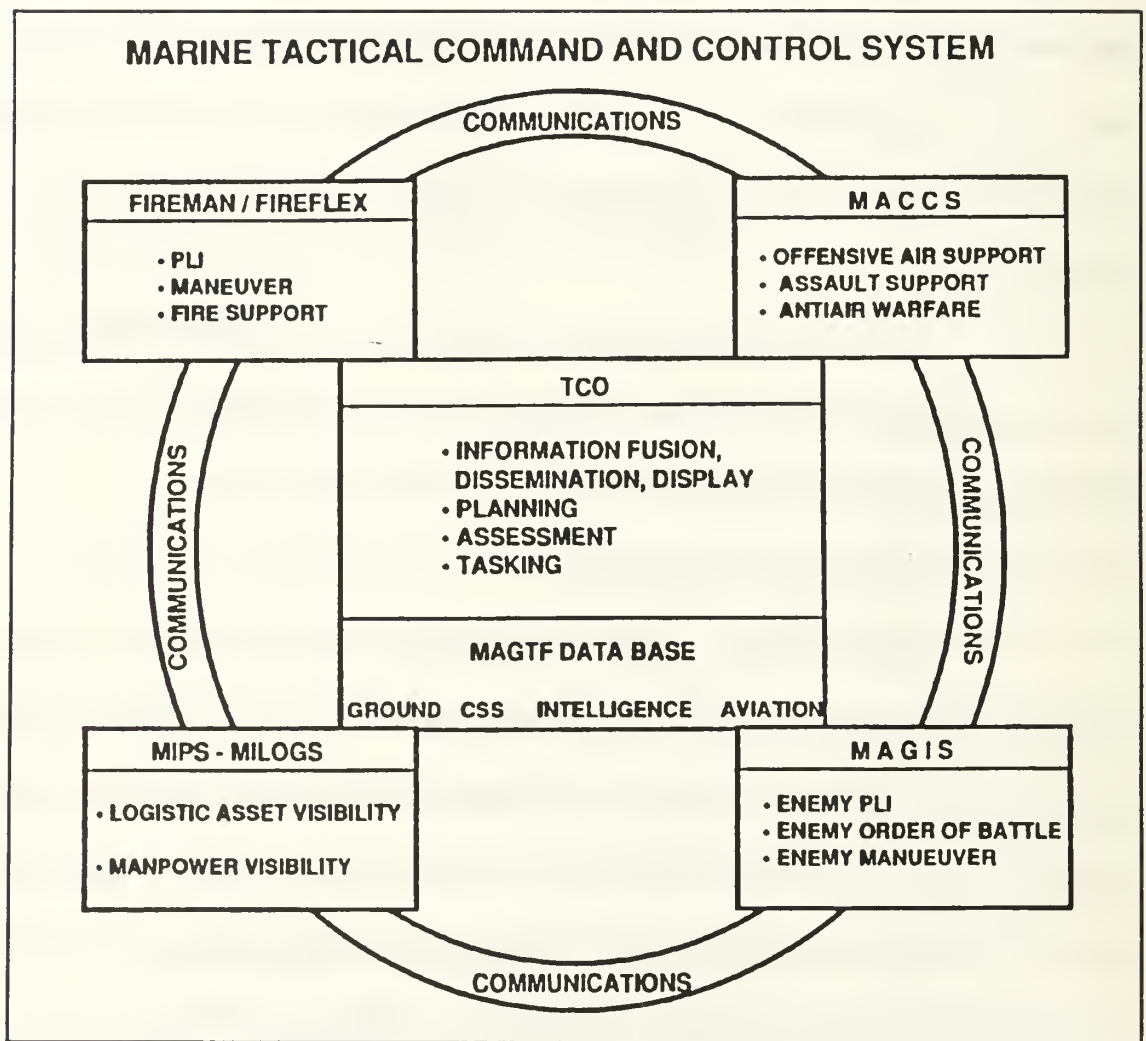 MARINE TACTICAL COMMAND AND CONTROL SYSTEM
COMMUNICATIONS
FIREMAN / FIREFLEX
• PLI
• MANEUVER
• FIRE SUPPORT
M A C C S
• OFFENSIVE AIR SUPPORT
• ASSAULT SUPPORT
• ANTIAIR WARFARE
COMMUNICATIONS
TCO
• INFORMATION FUSION,
DISSEMINATION, DISPLAY
• PLANNING
• ASSESSMENT
• TASKING
MAGTF DATA BASE
GROUND CSS INTELLIGENCE AVIATION
COMMUNICATIONS
MIPS - MILOGS
• LOGISTIC ASSET VISIBILITY
• MANPOWER VISIBILITY
M A G I S
• ENEMY PLI
• ENEMY ORDER OF BATTLE
• ENEMY MANUEUVER
COMMUNICATIONS